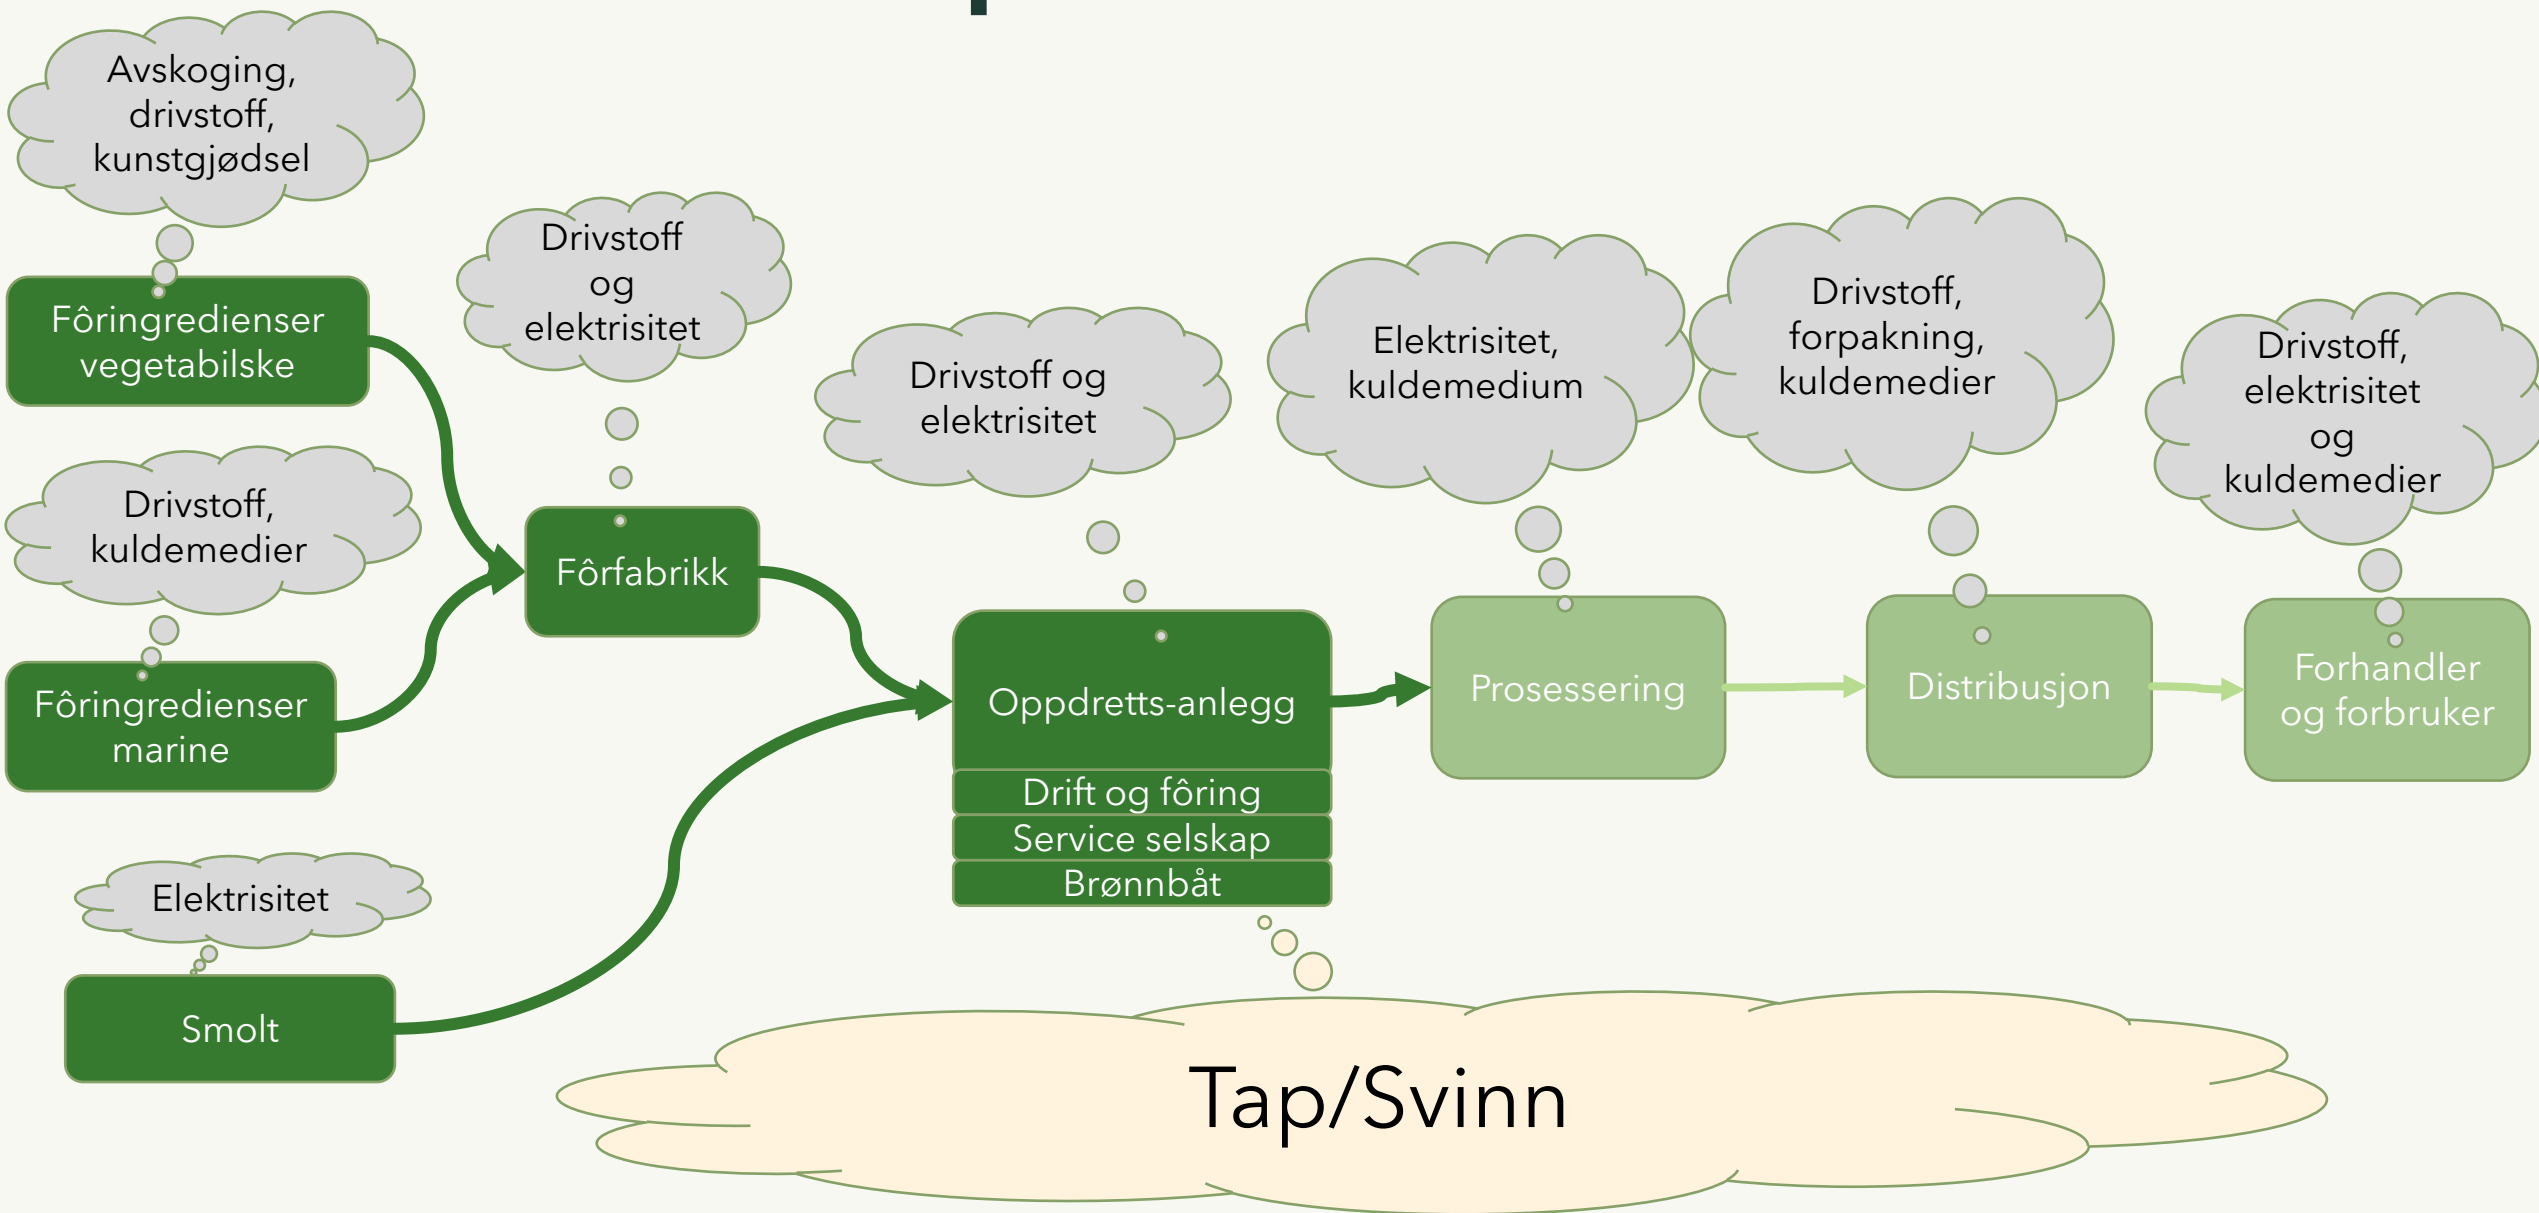 Avskoging,
drivstoff,
kunstgjødsel
Fôringredienser
vegetabilske
Drivstoff,
kuldemedier
Fôringredienser
marine
Elektrisitet
Smolt
Drivstoff
og
elektrisitet
Fôrfabrikk
Drivstoff og
elektrisitet
Oppdretts-anlegg
Drift og fôring
Service selskap
Brønnbåt
Elektrisitet,
kuldemedium
Prosessering
Drivstoff,
forpakning,
kuldemedier
Distribusjon
Drivstoff,
elektrisitet
og
kuldemedier
Forhandler
og forbruker
Tap/Svinn